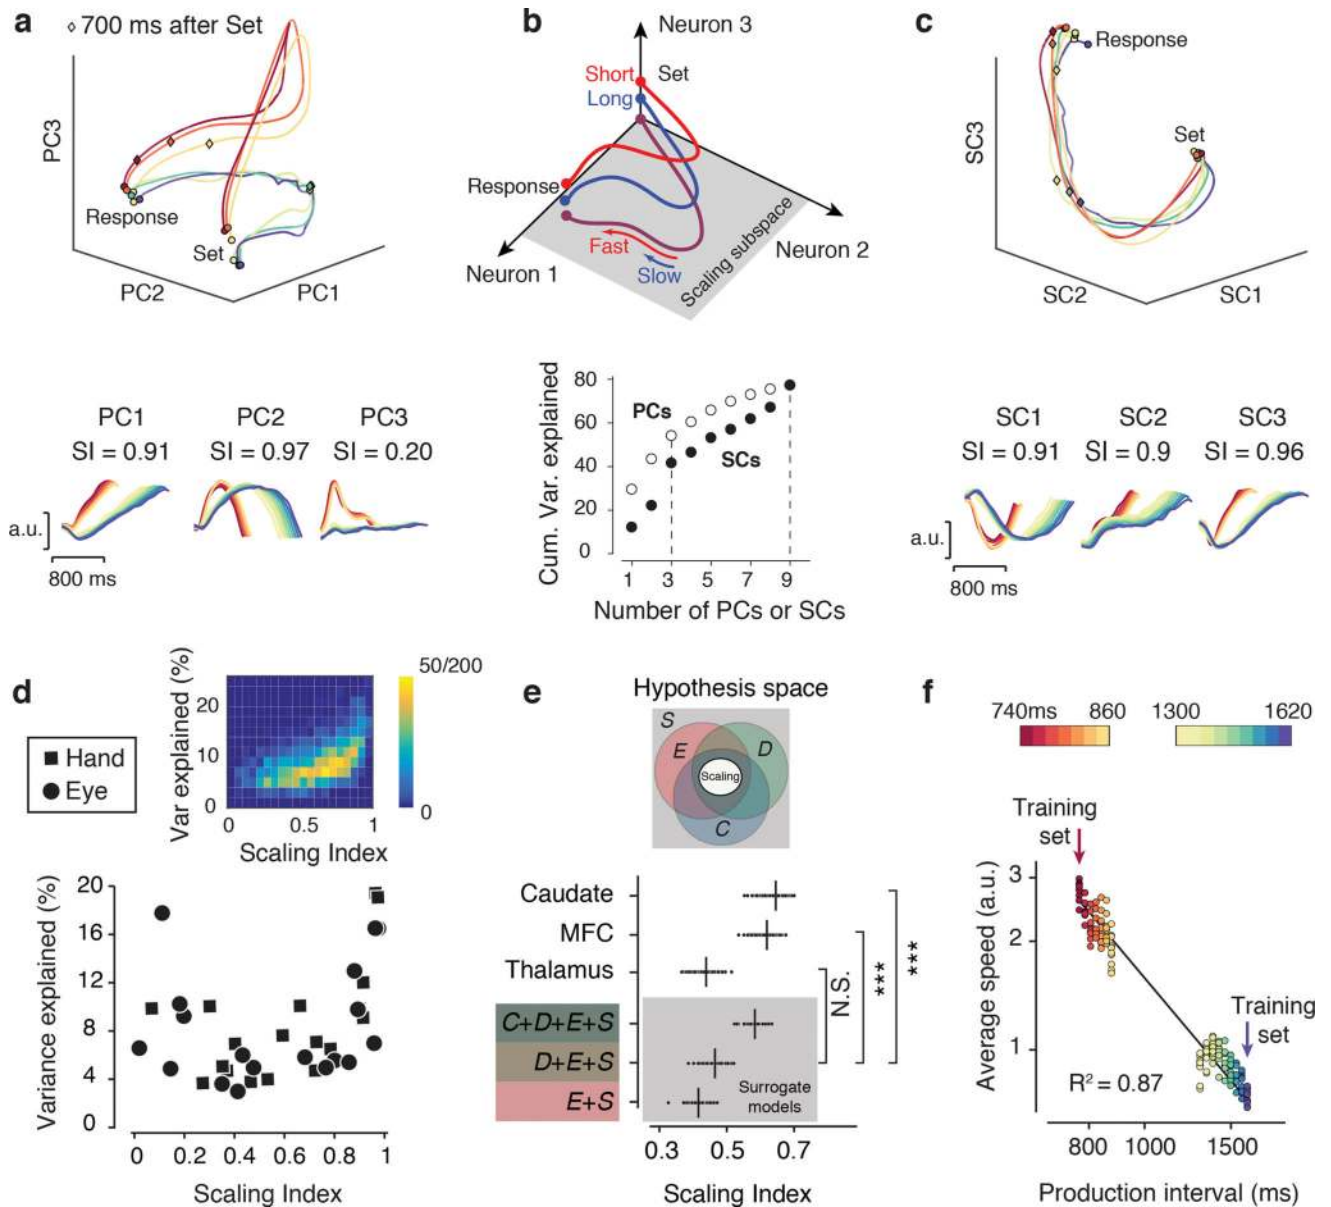 a
◊ 700 ms after Set
PC3
Response
Set
PC2
PC1
b
Neuron 3
Short
Set
Long
Response
Fast
Slow
Scaling subspace
Neuron 1
Neuron 2
c
Response
SC3
Set
SC2
SC1
PC1
PC2
PC3
SI = 0.91
SI = 0.97
SI = 0.20
a.u.
800 ms
Cum. Var. explained
80
60
40
20
0
PCs
SCs
1
3
5
7
9
Number of PCs or SCs
SC1
SC2
SC3
SI = 0.91
SI = 0.9
SI = 0.96
a.u.
800 ms
d
Hand
Eye
Var explained (%)
20
10
0
0
0.5
1
Scaling Index
50/200
0
Variance explained (%)
20
16
12
8
4
0
0
0.2
0.4
0.6
0.8
1
Scaling Index
e
Hypothesis space
S
E
D
Scaling
C
Caudate
MFC
Thalamus
C+D+E+S
D+E+S
E+S
N.S.
***
***
Surrogate
models
0.3
0.5
0.7
Scaling Index
f
740ms
860
1300
1620
Training
set
Training
set
Average speed (a.u.)
3
2
1
R² = 0.87
800
1000
1500
Production interval (ms)